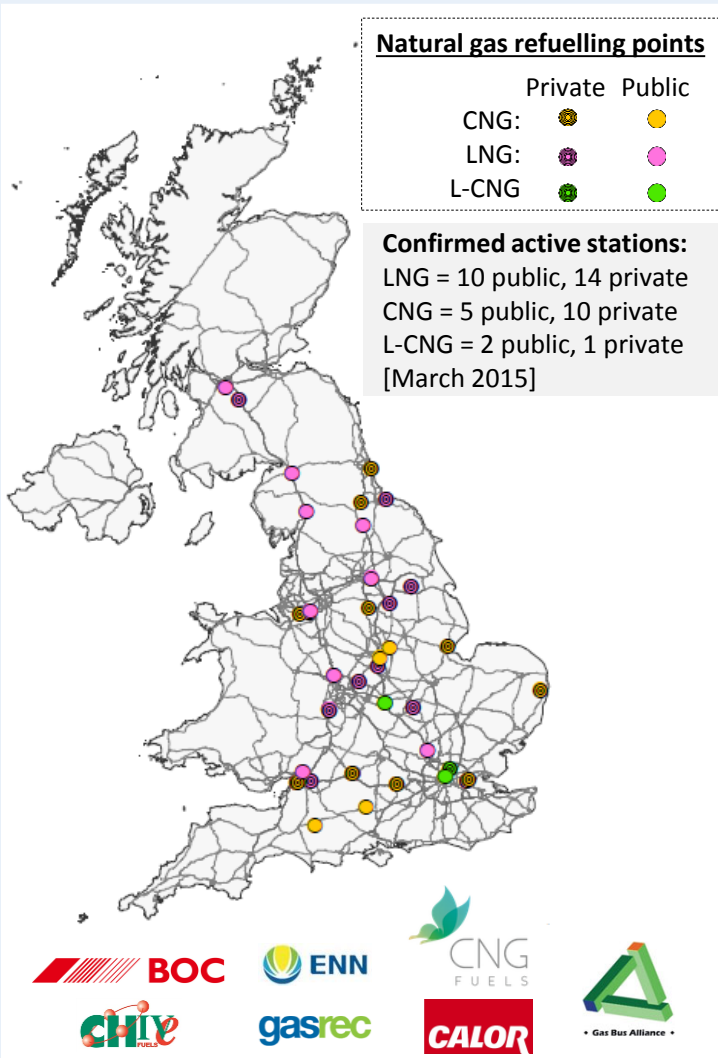 Natural gas refuelling points
Private Public
CNG:
LNG:
L-CNG
Confirmed active stations:
LNG = 10 public, 14 private
CNG = 5 public, 10 private
L-CNG = 2 public, 1 private
[March 2015]
BOC
ENN
CNG
FUELS
CHIVE
FUELS
gasrec
CALOR
• Gas Bus Alliance •